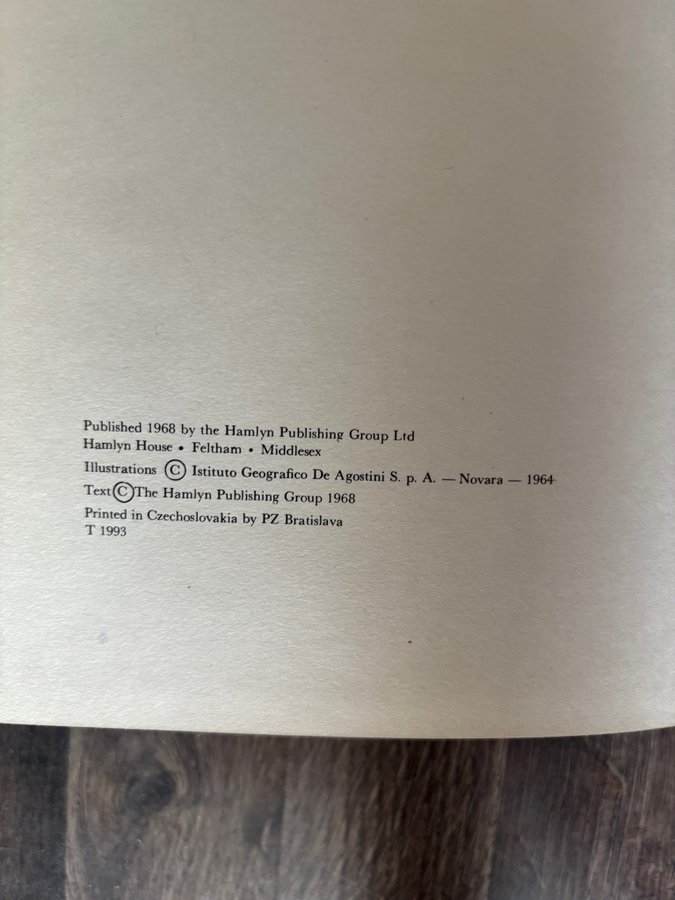 Published 1968 by the Hamlyn Publishing Group Ltd
Hamlyn House • Feltham • Middlesex
Illustrations © Istituto Geografico De Agostini S. p. A. — Novara — 1964
Text © The Hamlyn Publishing Group 1968
Printed in Czechoslovakia by PZ Bratislava
T 1993